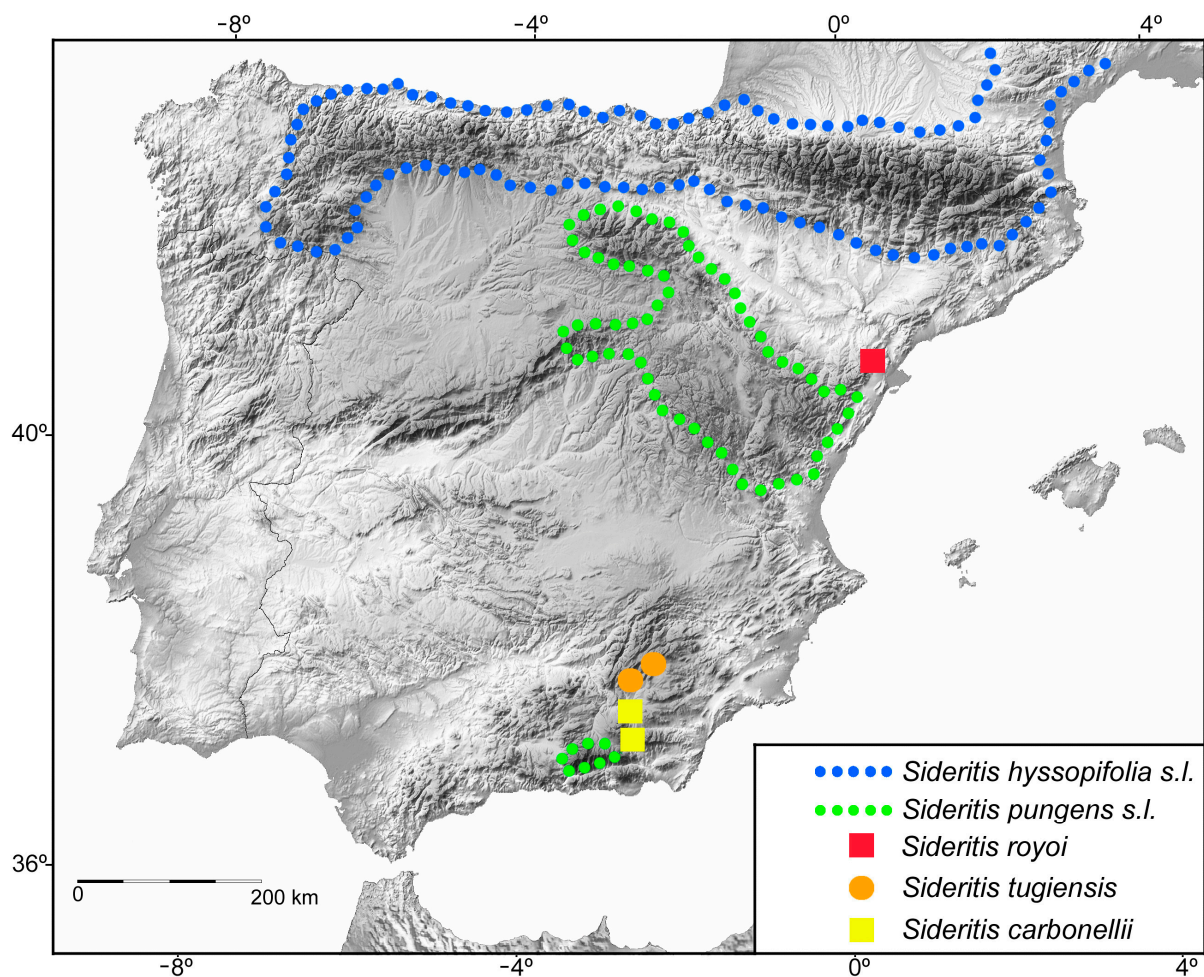 −8º −4º 0º 4º
40º
36º
0 200 km
Sideritis hyssopifolia s.l.
Sideritis pungens s.l.
Sideritis royoi
Sideritis tugiensis
Sideritis carbonellii
−8º −4º 0º 4º